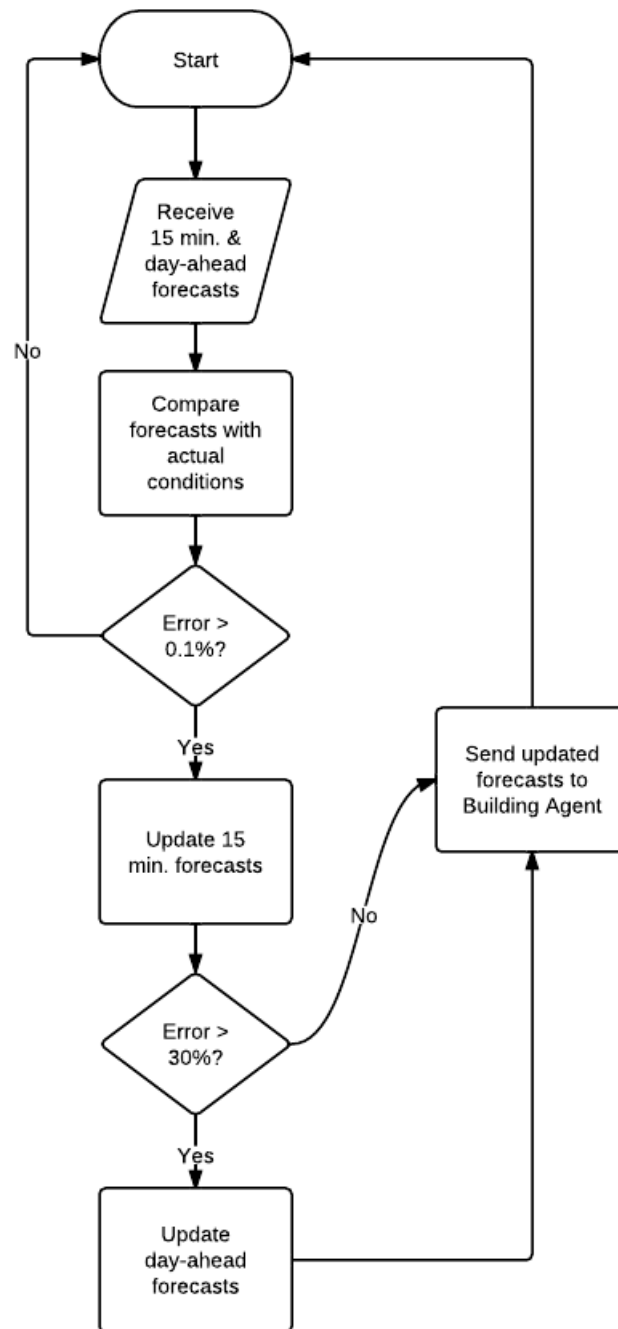 Start
Receive
15 min. &
day-ahead
forecasts
No
Compare
forecasts with
actual
conditions
Error >
0.1%?
Yes
Send updated
forecasts to
Building Agent
Update 15
min. forecasts
No
Error >
30%?
Yes
Update
day-ahead
forecasts